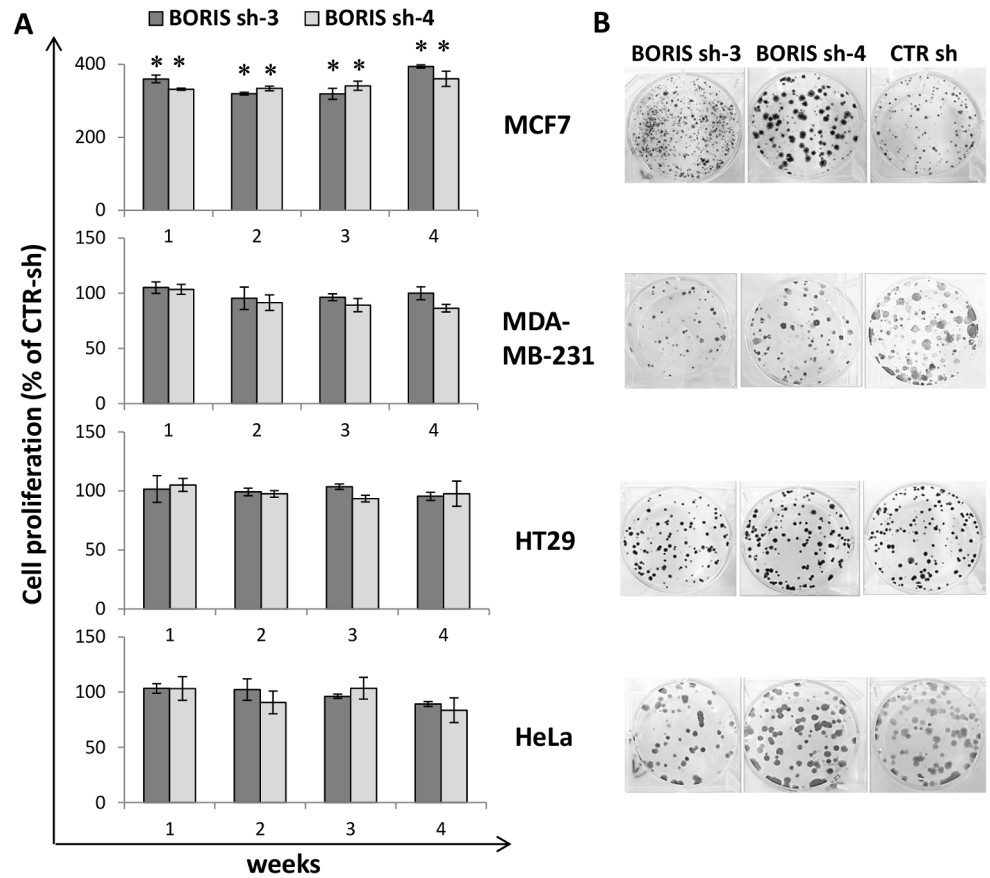 A
BORIS sh-3 BORIS sh-4
B
BORIS sh-3 BORIS sh-4 CTR sh
Cell proliferation (% of CTR-sh)
400
200
0
* * * * * * * *
1 2 3 4
MCF7
150
100
50
0
1 2 3 4
MDA-
MB-231
150
100
50
0
1 2 3 4
HT29
150
100
50
0
1 2 3 4
HeLa
weeks